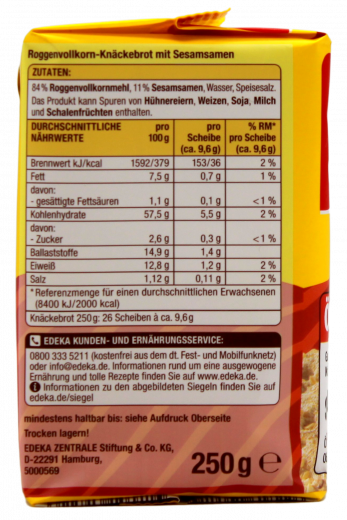 Roggenvollkorn-Knäckebrot mit Sesamsamen
ZUTATEN:
84% Roggenvollkornmehl, 11% Sesamsamen, Wasser, Speisesalz.
Das Produkt kann Spuren von Hühnereiern, Weizen, Soja, Milch
und Schalenfrüchten enthalten.
DURCHSCHNITTLICHE NÄHRWERTE pro 100g pro Scheibe (ca. 9,6g) % RM* pro Scheibe (ca. 9,6g)
Brennwert kJ/kcal 1592/379 153/36 2%
Fett 7,5 g 0,7 g 1%
davon:
- gesättigte Fettsäuren 1,1 g 0,1 g <1%
Kohlenhydrate 57,5 g 5,5 g 2%
davon:
- Zucker 2,6 g 0,3 g <1%
Ballaststoffe 14,9 g 1,4 g
Eiweiß 12,8 g 1,2 g 2%
Salz 1,12 g 0,11 g 2%
*Referenzmenge für einen durchschnittlichen Erwachsenen
(8400 kJ/2000 kcal)
Knäckebrot 250g: 26 Scheiben à ca. 9,6g
EDEKA KUNDEN- UND ERNÄHRUNGSSERVICE:
0800 333 5211 (kostenfrei aus dem dt. Fest- und Mobilfunknetz)
oder info@edeka.de. Informationen rund um eine ausgewogene
Ernährung und tolle Rezepte finden Sie auf www.edeka.de.
Informationen zu den abgebildeten Siegeln finden Sie auf
edeka.de/siegel
mindestens haltbar bis: siehe Aufdruck Oberseite
Trocken lagern!
EDEKA ZENTRALE Stiftung & Co. KG,
D-22291 Hamburg,
5000569
250g e